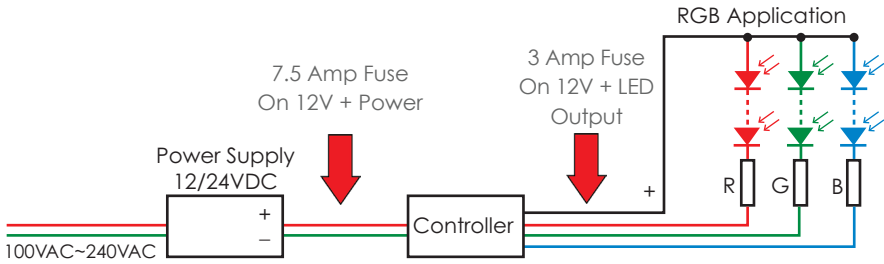 RGB Application
7.5 Amp Fuse
On 12V + Power
3 Amp Fuse
On 12V + LED
Output
Power Supply
12/24VDC
+
−
100VAC~240VAC
Controller
+
R
G
B